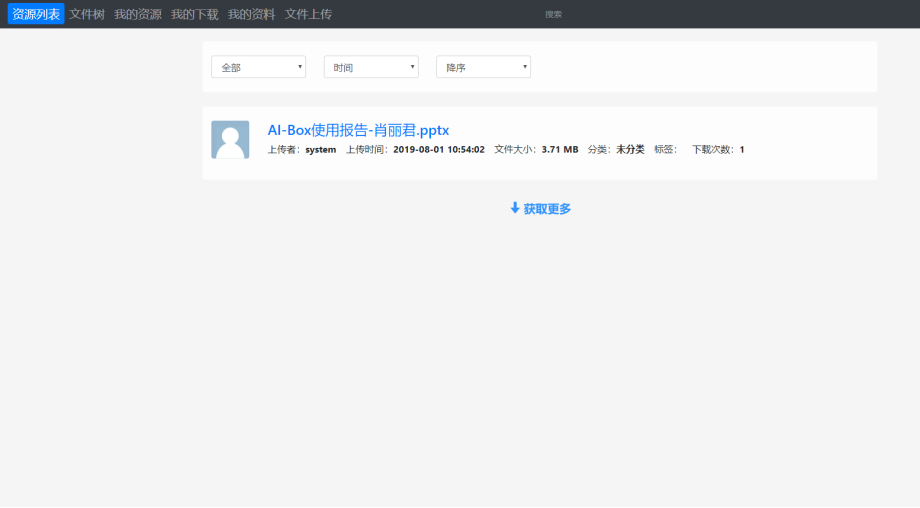 资源列表 文件树 我的资源 我的下载 我的资料 文件上传 搜索
全部 时间 降序
AI-Box使用报告-肖丽君.pptx
上传者：system 上传时间：2019-08-01 10:54:02 文件大小：3.71 MB 分类：未分类 标签： 下载次数：1
获取更多